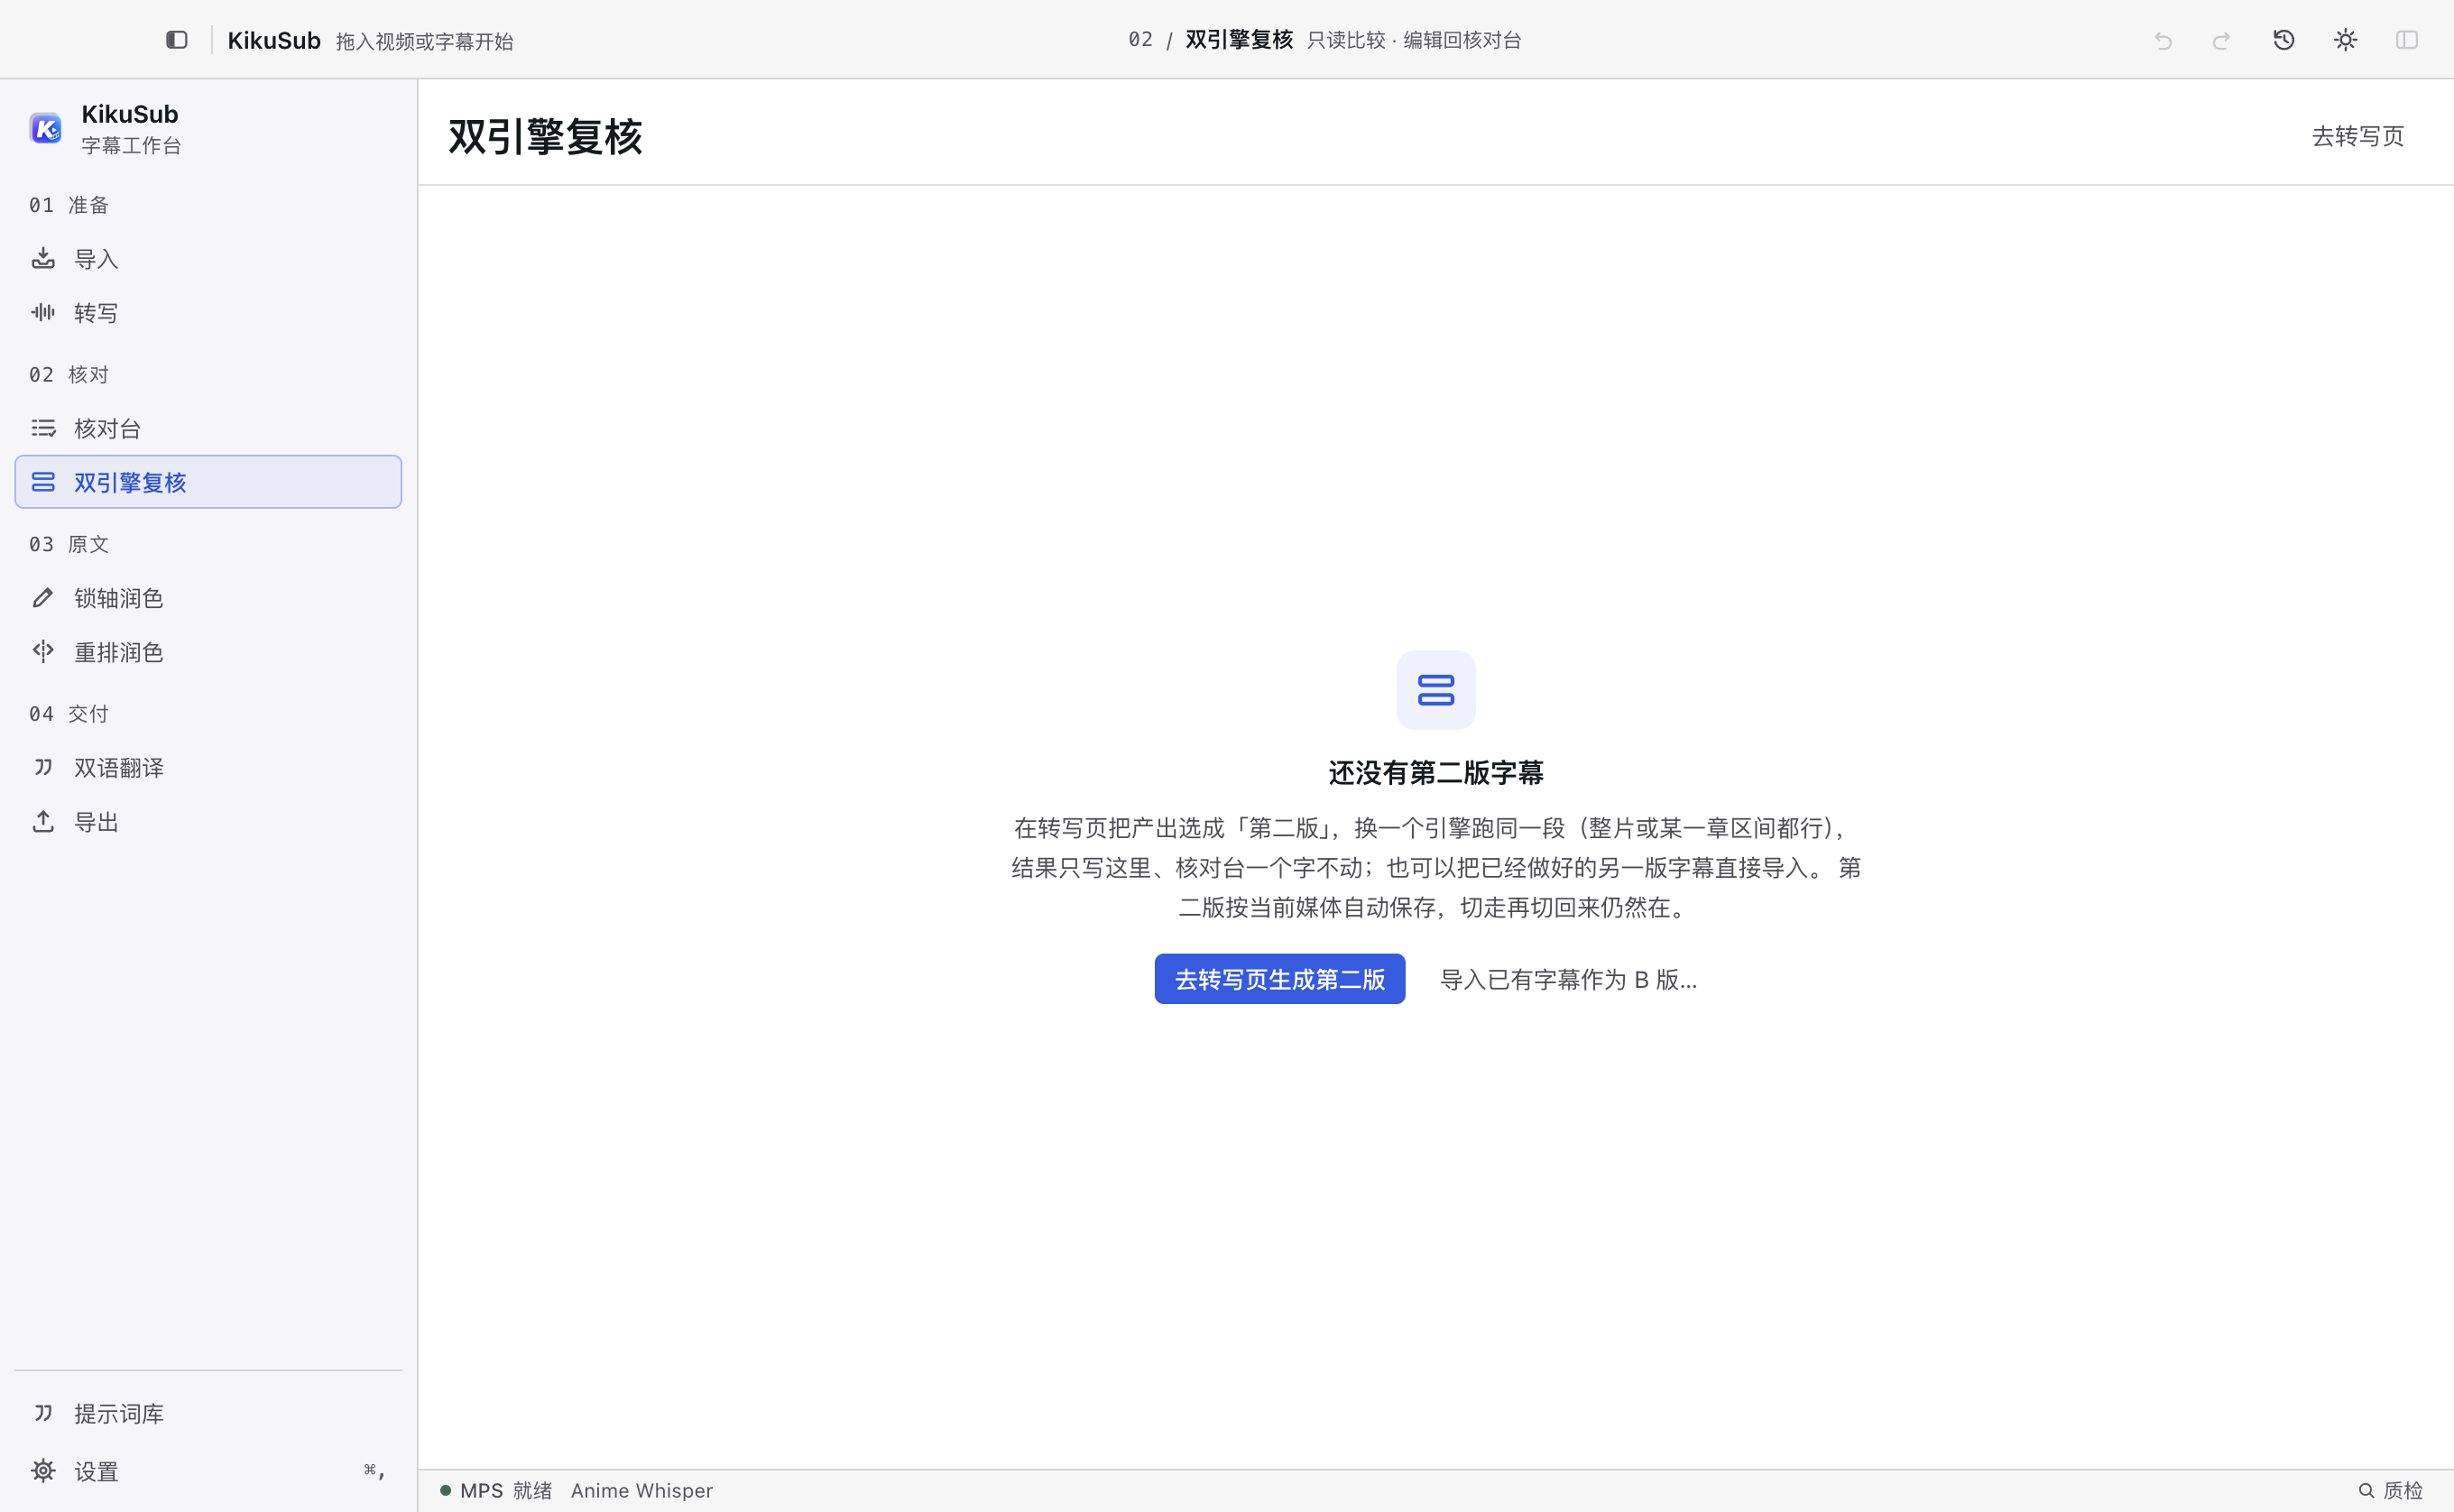 KikuSub 拖入视频或字幕开始
02 / 双引擎复核 只读比较 · 编辑回核对台
KikuSub
字幕工作台
01 准备
导入
转写
02 核对
核对台
双引擎复核
03 原文
锁轴润色
重排润色
04 交付
双语翻译
导出
提示词库
设置 ⌘,
双引擎复核
去转写页
还没有第二版字幕
在转写页把产出选成「第二版」，换一个引擎跑同一段（整片或某一章区间都行），
结果只写这里、核对台一个字不动；也可以把已经做好的另一版字幕直接导入。 第
二版按当前媒体自动保存，切走再切回来仍然在。
去转写页生成第二版
导入已有字幕作为 B 版…
MPS 就绪 Anime Whisper
质检